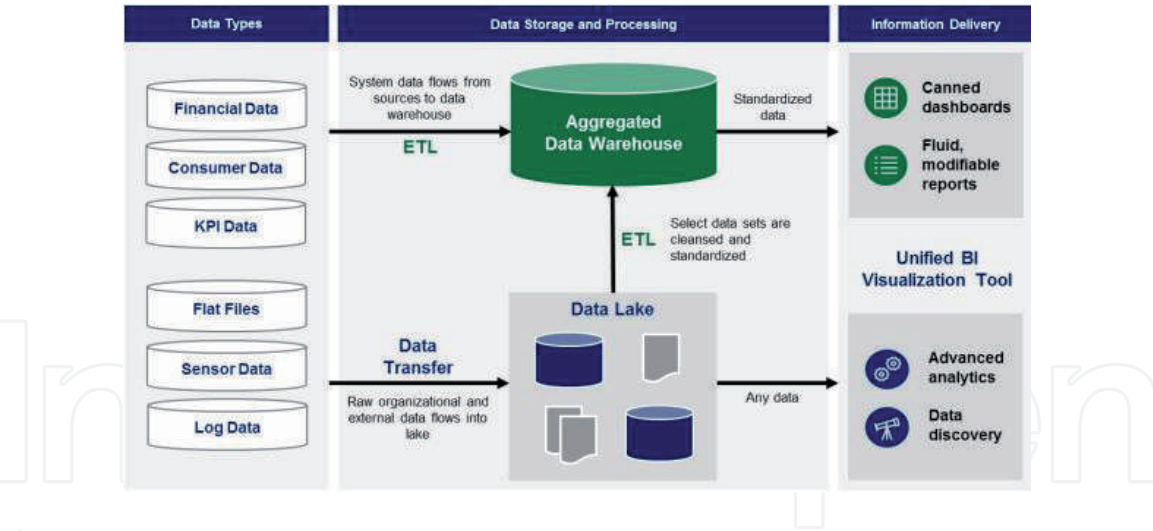 Data Types
Data Storage and Processing
Information Delivery
Financial Data
Consumer Data
KPI Data
Flat Files
Sensor Data
Log Data
System data flows from
sources to data
warehouse
ETL
Aggregated
Data Warehouse
Standardized
data
ETL
Select data sets are
cleansed and
standardized
Data
Transfer
Raw organizational and
external data flows into
lake
Data Lake
Any data
Canned
dashboards
Fluid,
modifiable
reports
Unified BI
Visualization Tool
Advanced
analytics
Data
discovery